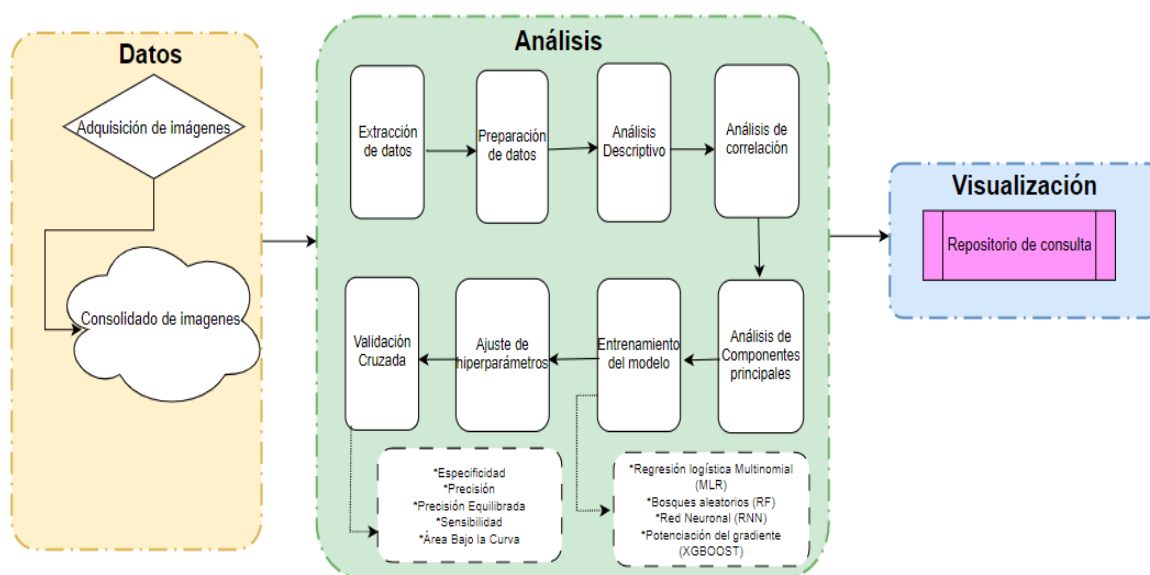 Datos
Adquisición de imágenes
Consolidado de imagenes
Análisis
Extracción
de datos
Preparación
de datos
Análisis
Descriptivo
Análisis de
correlación
Análisis de
Componentes
principales
Entrenamiento
del modelo
Ajuste de
hiperparámetros
Validación
Cruzada
*Especificidad
*Precisión
*Precisión Equilibrada
*Sensibilidad
*Área Bajo la Curva
*Regresión logística Multinomial
(MLR)
*Bosques aleatorios (RF)
*Red Neuronal (RNN)
*Potenciación del gradiente
(XGBOOST)
Visualización
Repositorio de consulta